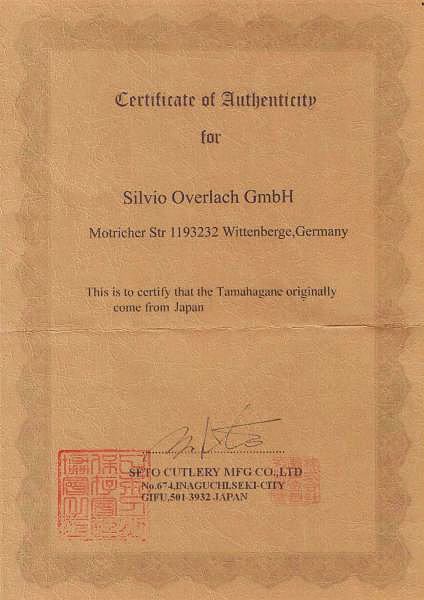 Certificate of Authenticity
for
Silvio Overlach GmbH
Motricher Str 1193232 Wittenberge,Germany
This is to certify that the Tamahagane originally
come from Japan
SETO CUTLERY MFG CO.,LTD
No.674,INAGUCHI.SEKI-CITY
GIFU,501-3932 JAPAN